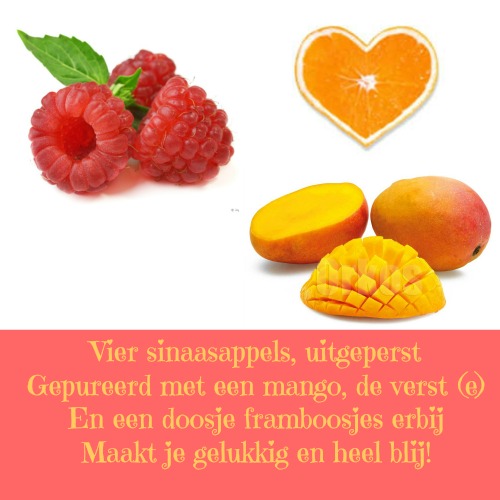 Vier sinaasappels, uitgeperst
Gepureerd met een mango, de verst (e)
En een doosje framboosjes erbij
Maakt je gelukkig en heel blij!